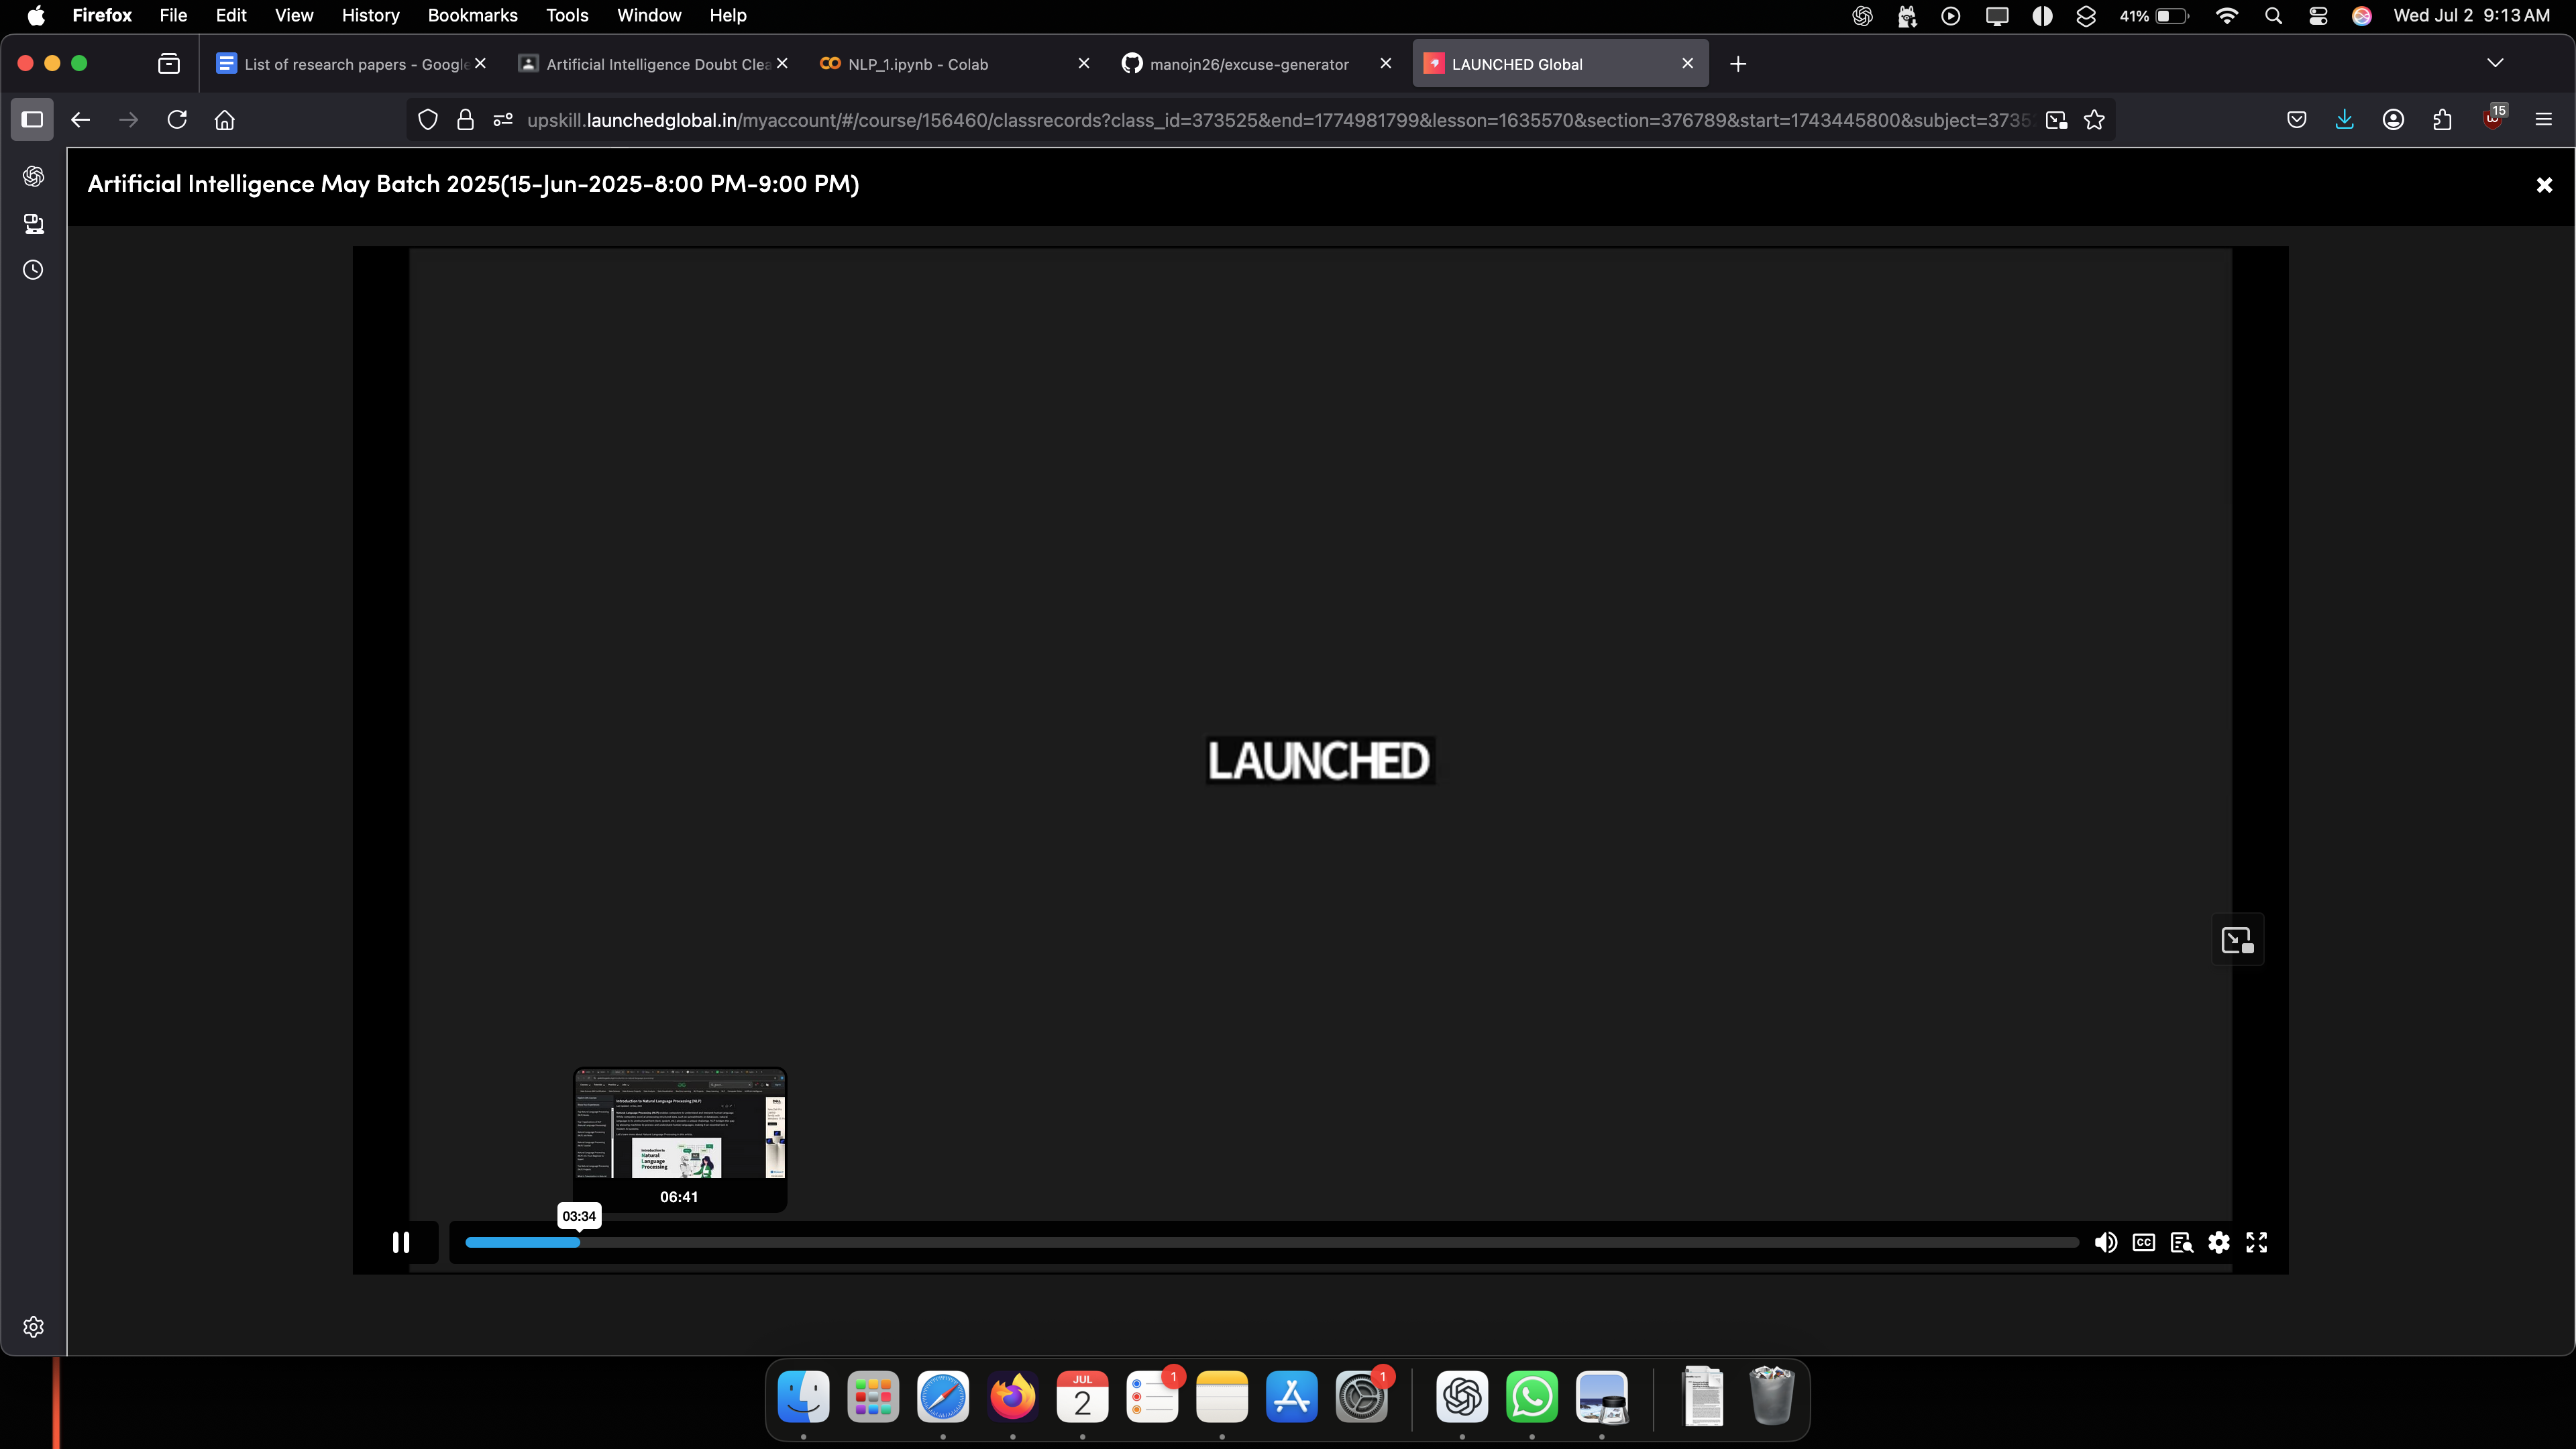 Firefox File Edit View History Bookmarks Tools Window Help 41% Wed Jul 2 9:13 AM
List of research papers - Google
Artificial Intelligence Doubt Clea
NLP_1.ipynb - Colab
manojn26/excuse-generator
LAUNCHED Global
upskill.launchedglobal.in/myaccount/#/course/156460/classrecords?class_id=373525&end=1774981799&lesson=1635570&section=376789&start=1743445800&subject=3735
15
Artificial Intelligence May Batch 2025(15-Jun-2025-8:00 PM-9:00 PM)
LAUNCHED
Introduction to Natural Language Processing (NLP)
Introduction to
Natural
Language
Processing
06:41
03:34
CC
JUL
2
1
1